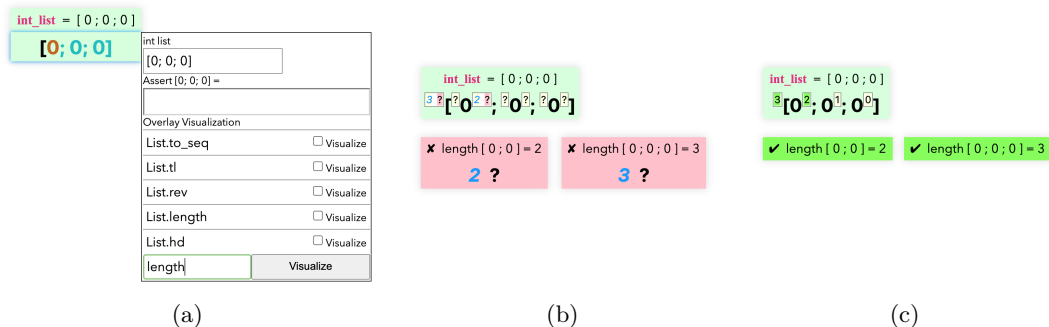 int_list = [ 0 ; 0 ; 0 ]
[0; 0; 0]
int list
[0; 0; 0]
Assert [0; 0; 0] =
Overlay Visualization
List.to_seq Visualize
List.tl Visualize
List.rev Visualize
List.length Visualize
List.hd Visualize
length Visualize
(a)
int_list = [ 0 ; 0 ; 0 ]
3 ? [ ? 0 2 ? ; ? 0 ? ; ? 0 ? ]
✘ length [ 0 ; 0 ] = 2
2 ?
✘ length [ 0 ; 0 ; 0 ] = 3
3 ?
(b)
int_list = [ 0 ; 0 ; 0 ]
3 [0 2 ; 0 1 ; 0 0 ]
✔ length [ 0 ; 0 ] = 2
✔ length [ 0 ; 0 ; 0 ] = 3
(c)